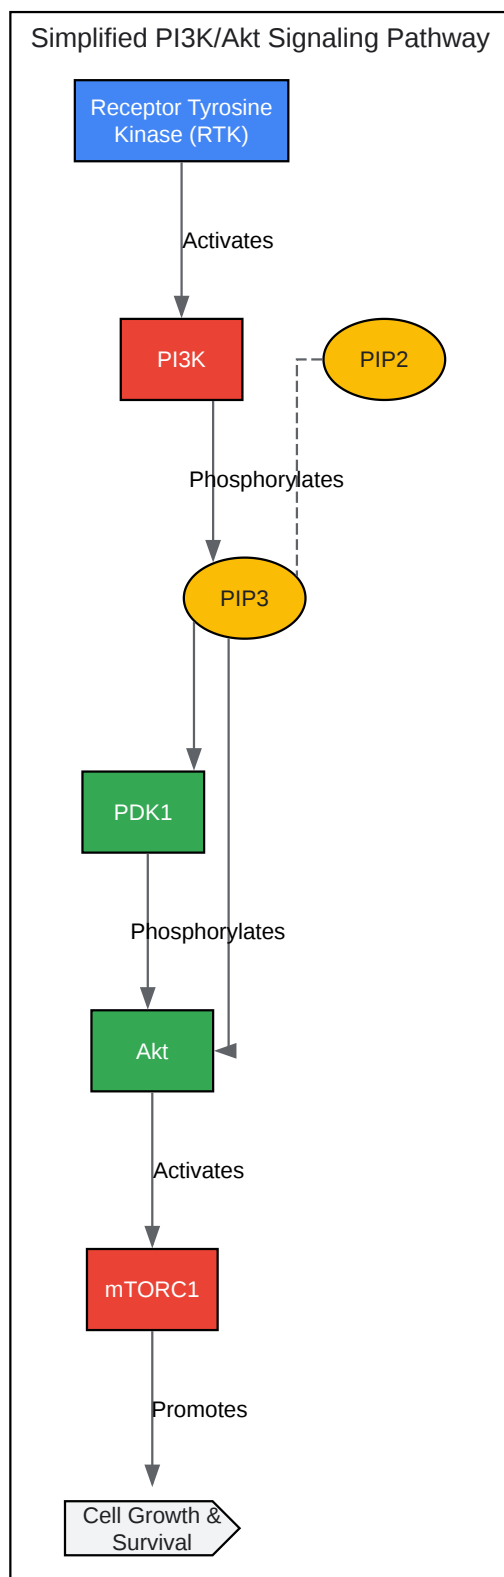 Simplified PI3K/Akt Signaling Pathway
Receptor Tyrosine
Kinase (RTK)
Activates
PI3K
PIP2
Phosphorylates
PIP3
PDK1
Phosphorylates
Akt
Activates
mTORC1
Promotes
Cell Growth &
Survival